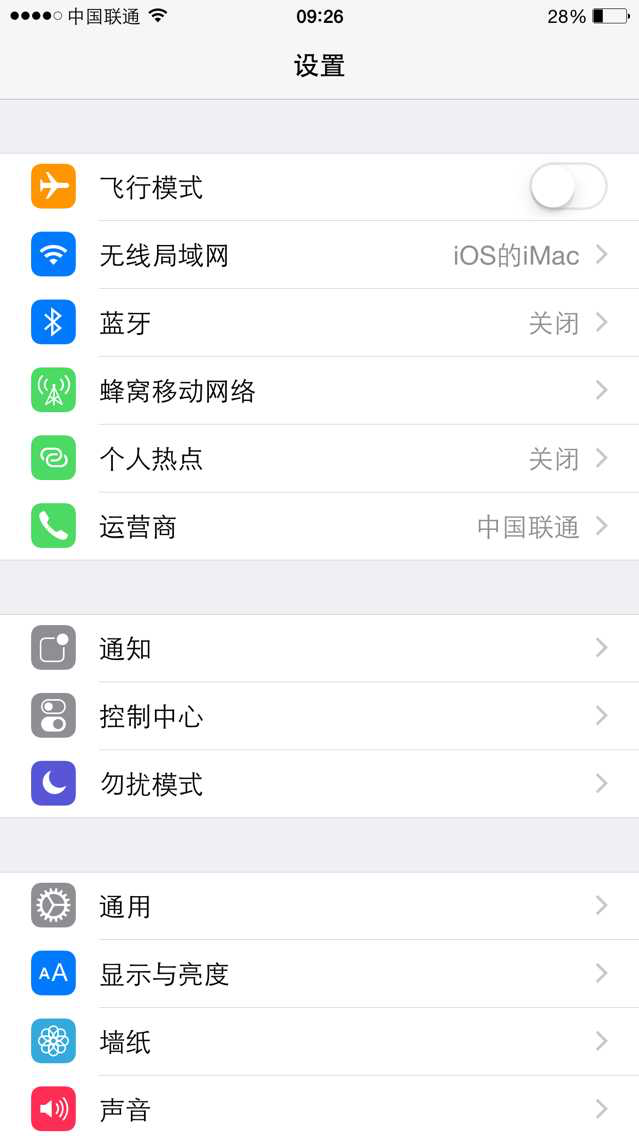 中国联通 09:26 28%
设置
飞行模式
无线局域网 iOS的iMac
蓝牙 关闭
蜂窝移动网络
个人热点 关闭
运营商 中国联通
通知
控制中心
勿扰模式
通用
AA 显示与亮度
墙纸
声音